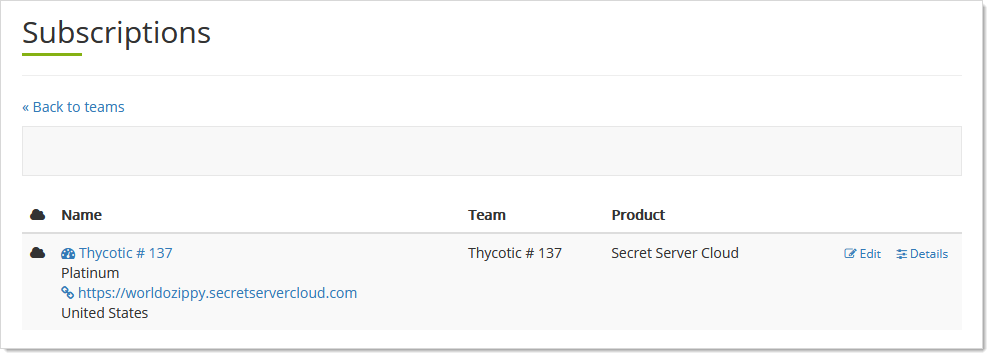 Subscriptions
« Back to teams
Name Team Product
Thycotic # 137 Thycotic # 137 Secret Server Cloud Edit Details
Platinum
https://worldozippy.secretservercloud.com
United States